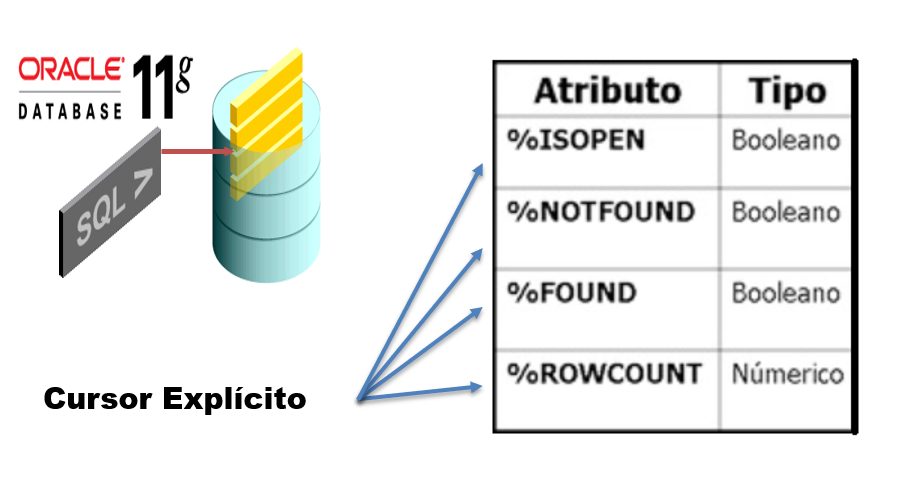 ORACLE
DATABASE
11g
SQL >
Cursor Explícito
Atributo Tipo
%ISOPEN Booleano
%NOTFOUND Booleano
%FOUND Booleano
%ROWCOUNT Númerico